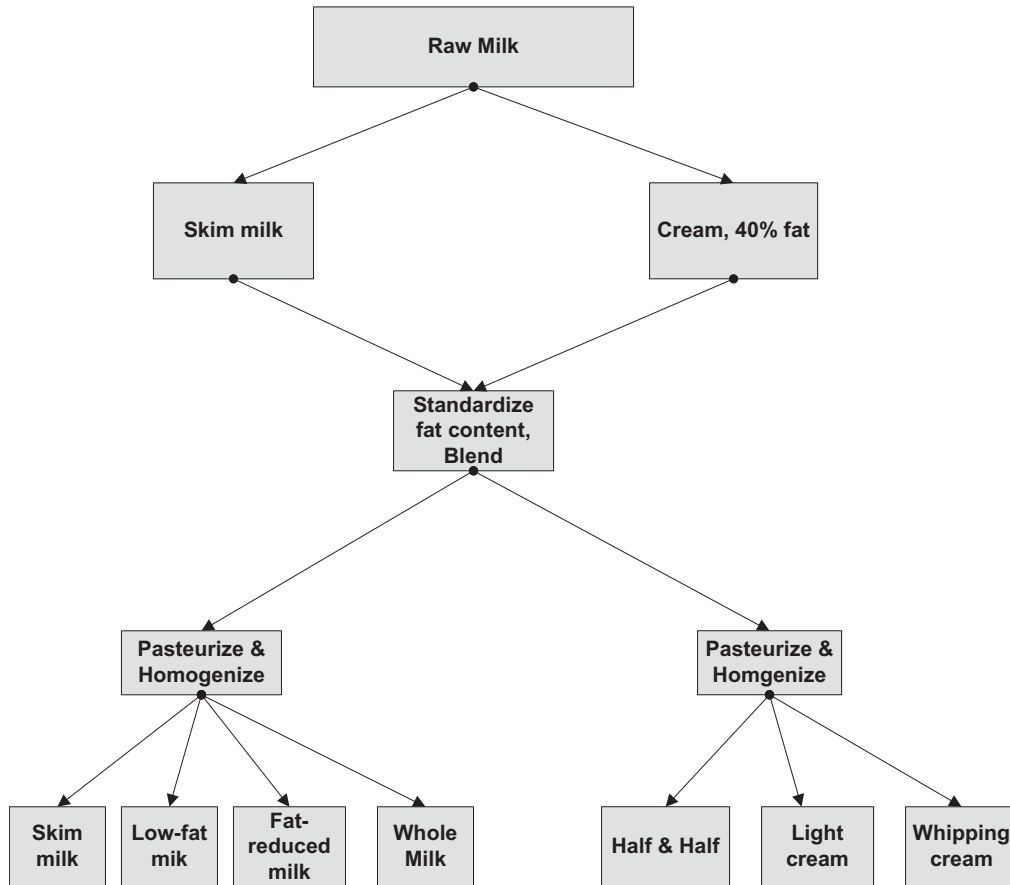 Raw Milk
Skim milk
Cream, 40% fat
Standardize
fat content,
Blend
Pasteurize &
Homogenize
Pasteurize &
Homgenize
Skim
milk
Low-fat
mik
Fat-
reduced
milk
Whole
Milk
Half & Half
Light
cream
Whipping
cream